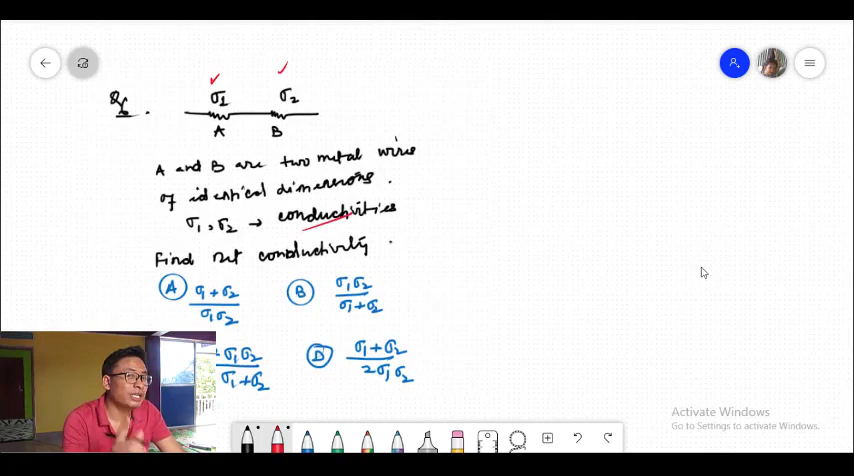 Q.
σ1 σ2
A B
A and B are two metal wires
of identical dimensions.
σ1, σ2 → conductivities
Find net conductivity.
A σ1 + σ2 / σ1σ2 B σ1σ2 / σ1 + σ2
σ1σ2 / σ1 + σ2 D σ1 + σ2 / 2σ1σ2
Activate Windows
Go to Settings to activate Windows.